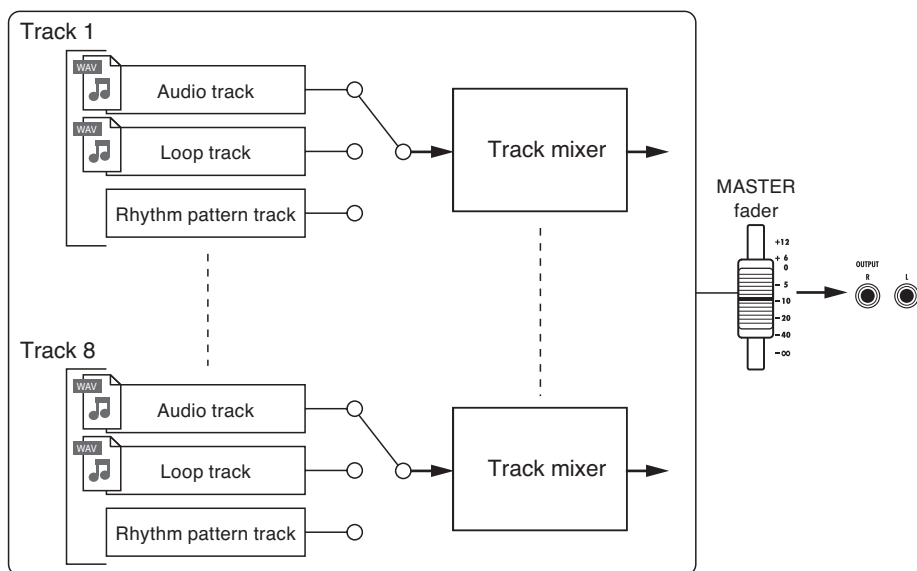 Track 1
WAV
Audio track
WAV
Loop track
Rhythm pattern track
Track mixer
Track 8
WAV
Audio track
WAV
Loop track
Rhythm pattern track
Track mixer
MASTER
fader
+12
+ 6
0
- 5
-10
-20
-40
-∞
OUTPUT
R L